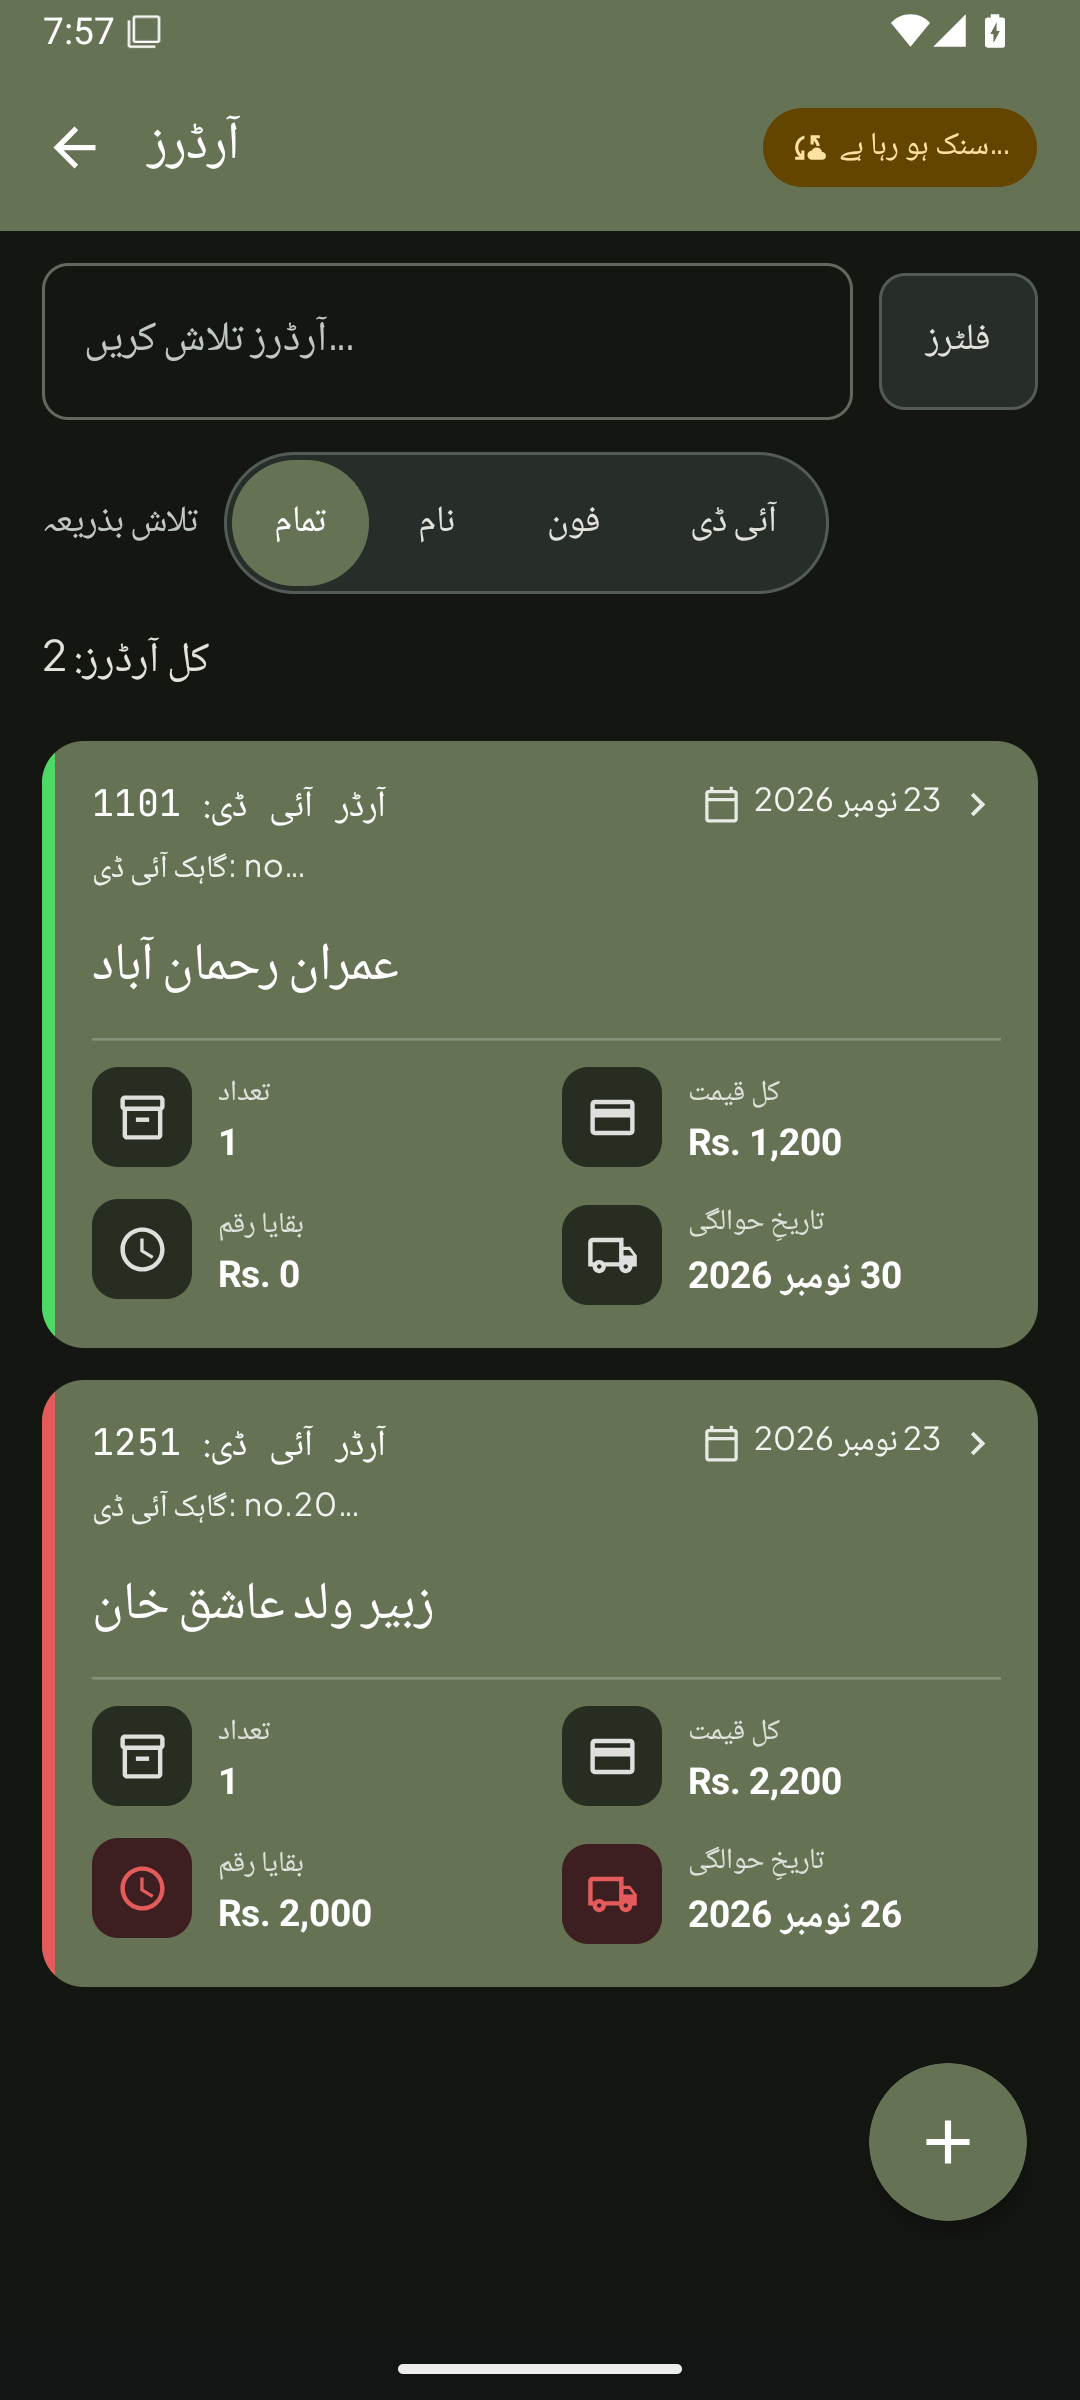 7:57
آرڈرز
سنک ہو رہا ہے...
آرڈرز تلاش کریں...
فلٹرز
تلاش بذریعہ
تمام
نام
فون
آئی ڈی
کل آرڈرز: 2
آرڈر آئی ڈی: 1101
23 نومبر 2026
گاہک آئی ڈی: no...
عمران رحمان آباد
تعداد
1
کل قیمت
Rs. 1,200
بقایا رقم
Rs. 0
تاریخِ حوالگی
30 نومبر 2026
آرڈر آئی ڈی: 1251
23 نومبر 2026
گاہک آئی ڈی: no.20...
زبیر ولد عاشق خان
تعداد
1
کل قیمت
Rs. 2,200
بقایا رقم
Rs. 2,000
تاریخِ حوالگی
26 نومبر 2026